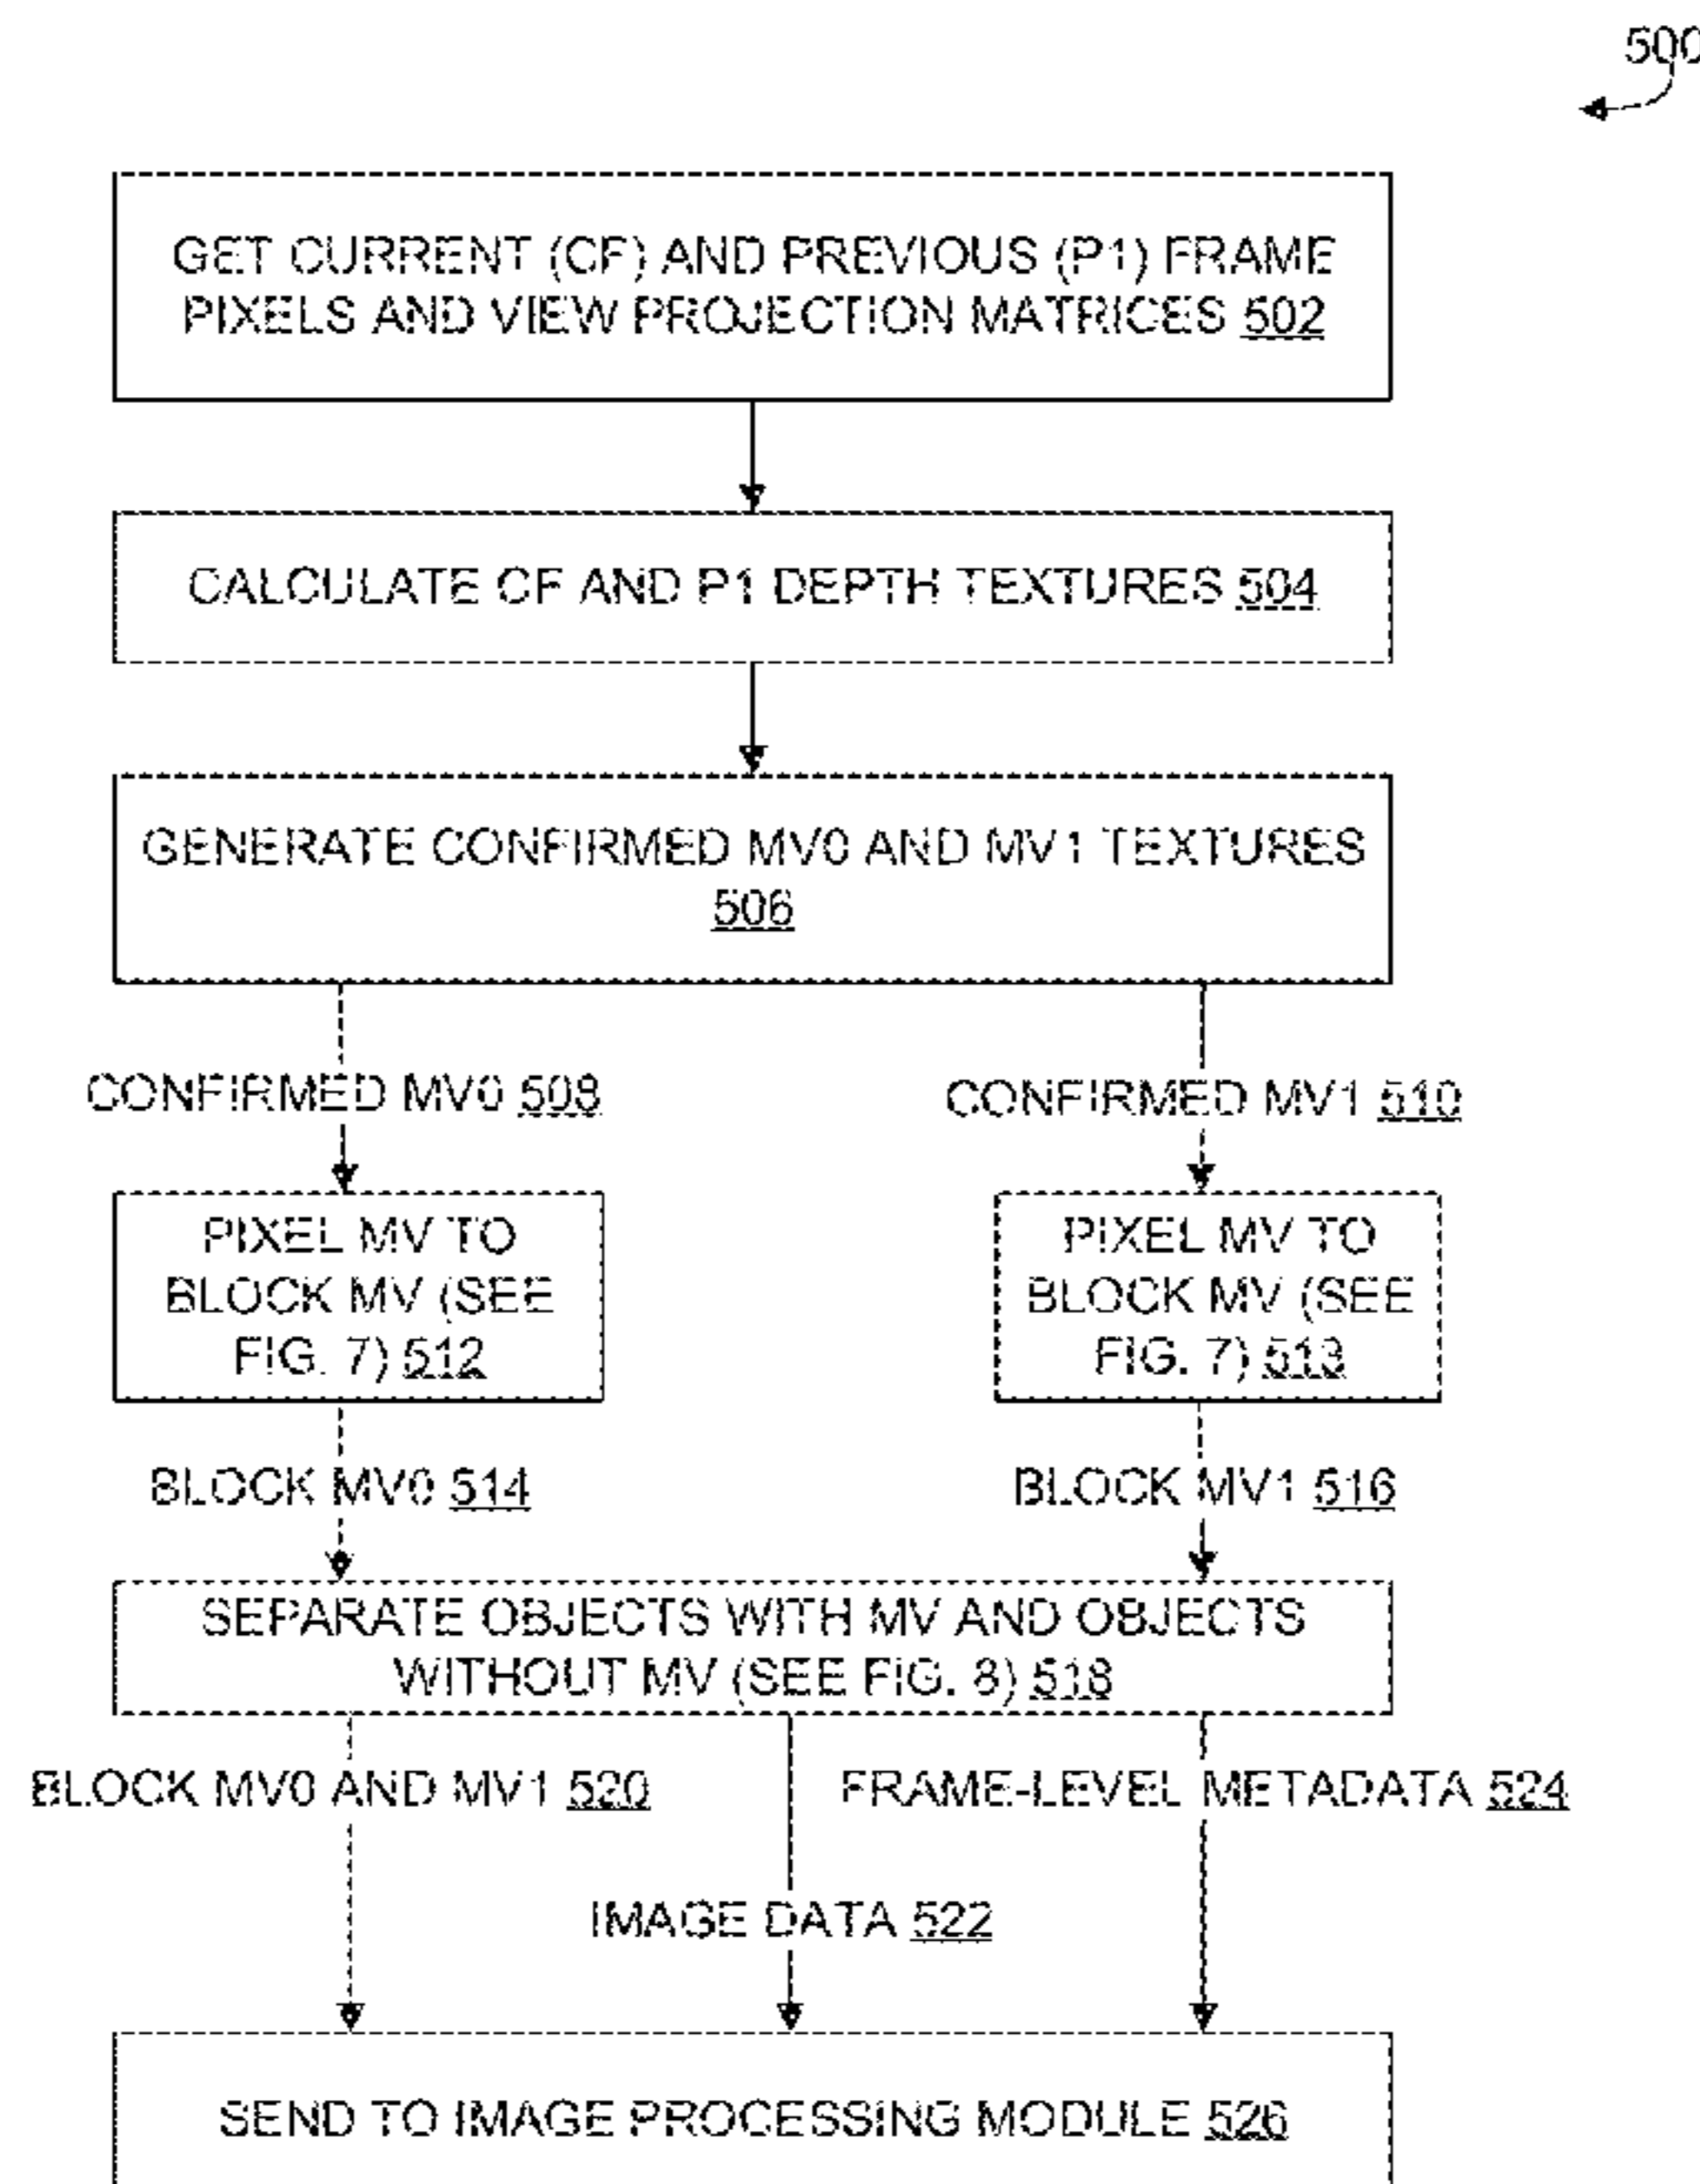 500
GET CURRENT (CF) AND PREVIOUS (P1) FRAME
PIXELS AND VIEW PROJECTION MATRICES 502
CALCULATE CF AND P1 DEPTH TEXTURES 504
GENERATE CONFIRMED MV0 AND MV1 TEXTURES
506
CONFIRMED MV0 508
CONFIRMED MV1 510
PIXEL MV TO
BLOCK MV (SEE
FIG. 7) 512
PIXEL MV TO
BLOCK MV (SEE
FIG. 7) 513
BLOCK MV0 514
BLOCK MV1 516
SEPARATE OBJECTS WITH MV AND OBJECTS
WITHOUT MV (SEE FIG. 8) 518
BLOCK MV0 AND MV1 520
FRAME-LEVEL METADATA 524
IMAGE DATA 522
SEND TO IMAGE PROCESSING MODULE 526